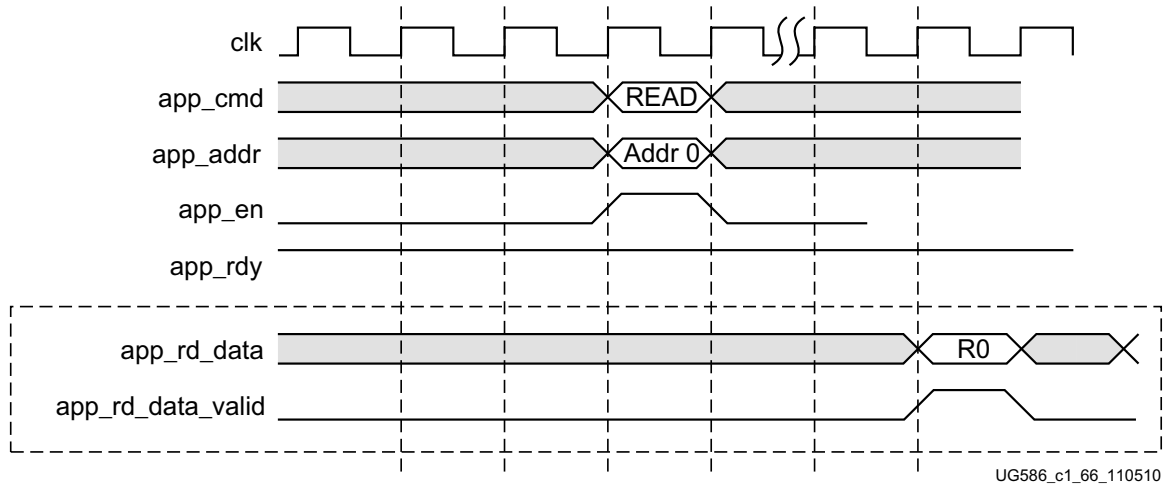 clk
app_cmd READ
app_addr Addr 0
app_en
app_rdy
app_rd_data R0
app_rd_data_valid
UG586_c1_66_110510